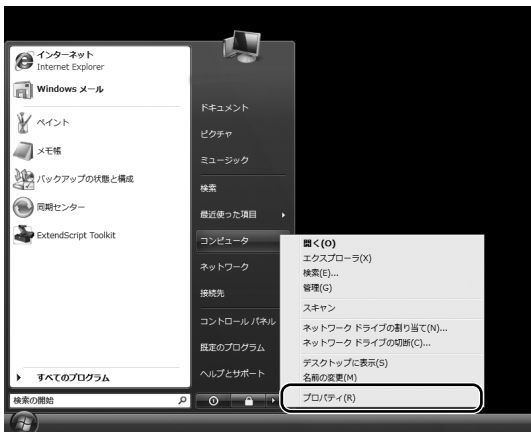 インターネット
Internet Explorer
Windows メール
ペイント
メモ帳
バックアップの状態と構成
同期センター
ExtendScript Toolkit
すべてのプログラム
検索の開始
ドキュメント
ピクチャ
ミュージック
検索
最近使った項目
コンピュータ
ネットワーク
接続先
コントロール パネル
既定のプログラム
ヘルプとサポート
開く(O)
エクスプローラ(X)
検索(E)...
管理(G)
スキャン
ネットワーク ドライブの割り当て(N)...
ネットワーク ドライブの切断(C)...
デスクトップに表示(S)
名前の変更(M)
プロパティ(R)